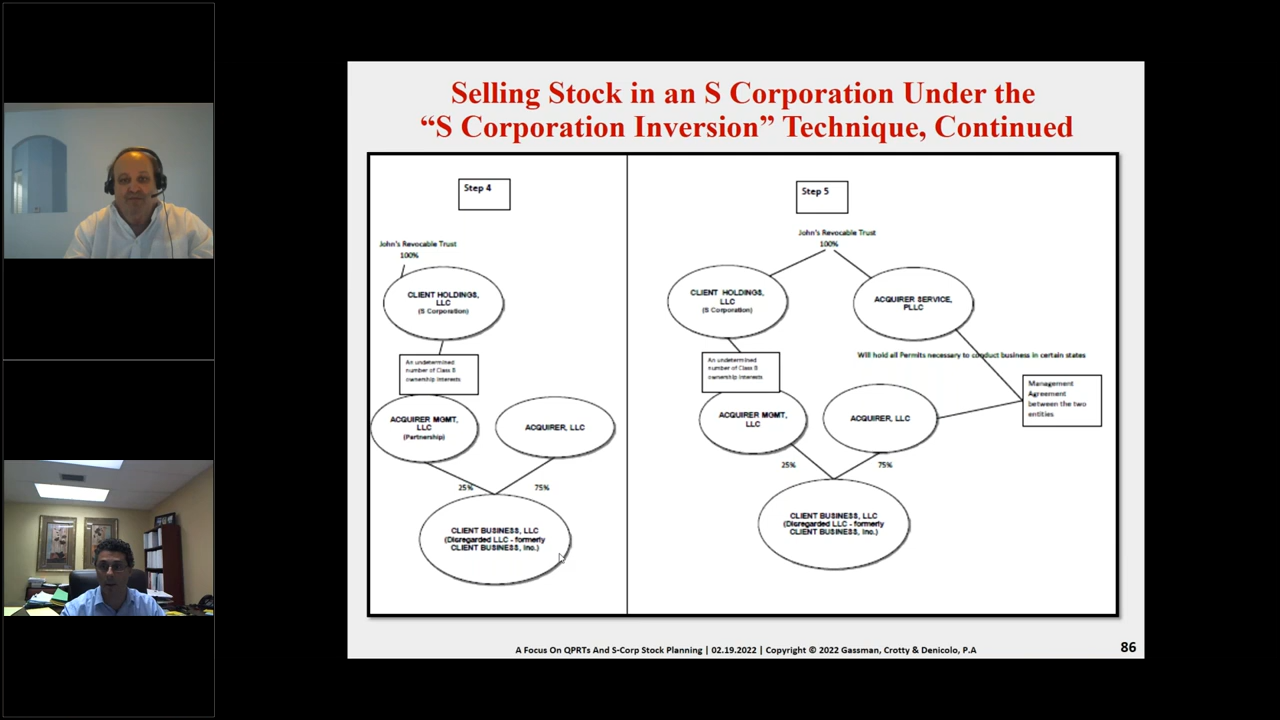 Selling Stock in an S Corporation Under the
“S Corporation Inversion” Technique, Continued
Step 4
John's Revocable Trust
100%
CLIENT HOLDINGS,
LLC
(S Corporation)
An undetermined
number of Class B
ownership interests
ACQUIRER MGMT,
LLC
(Partnership)
ACQUIRER, LLC
25%
75%
CLIENT BUSINESS, LLC
(Disregarded LLC - formerly
CLIENT BUSINESS, Inc.)
Step 5
John's Revocable Trust
100%
CLIENT HOLDINGS,
LLC
(S Corporation)
ACQUIRER SERVICE,
PLLC
Will hold all Permits necessary to conduct business in certain states
An undetermined
number of Class B
ownership interests
Management
Agreement
between the two
entities
ACQUIRER MGMT,
LLC
ACQUIRER, LLC
25%
75%
CLIENT BUSINESS, LLC
(Disregarded LLC - formerly
CLIENT BUSINESS, Inc.)
A Focus On QPRTs And S-Corp Stock Planning | 02.19.2022 | Copyright © 2022 Gassman, Crotty & Denicolo, P.A
86